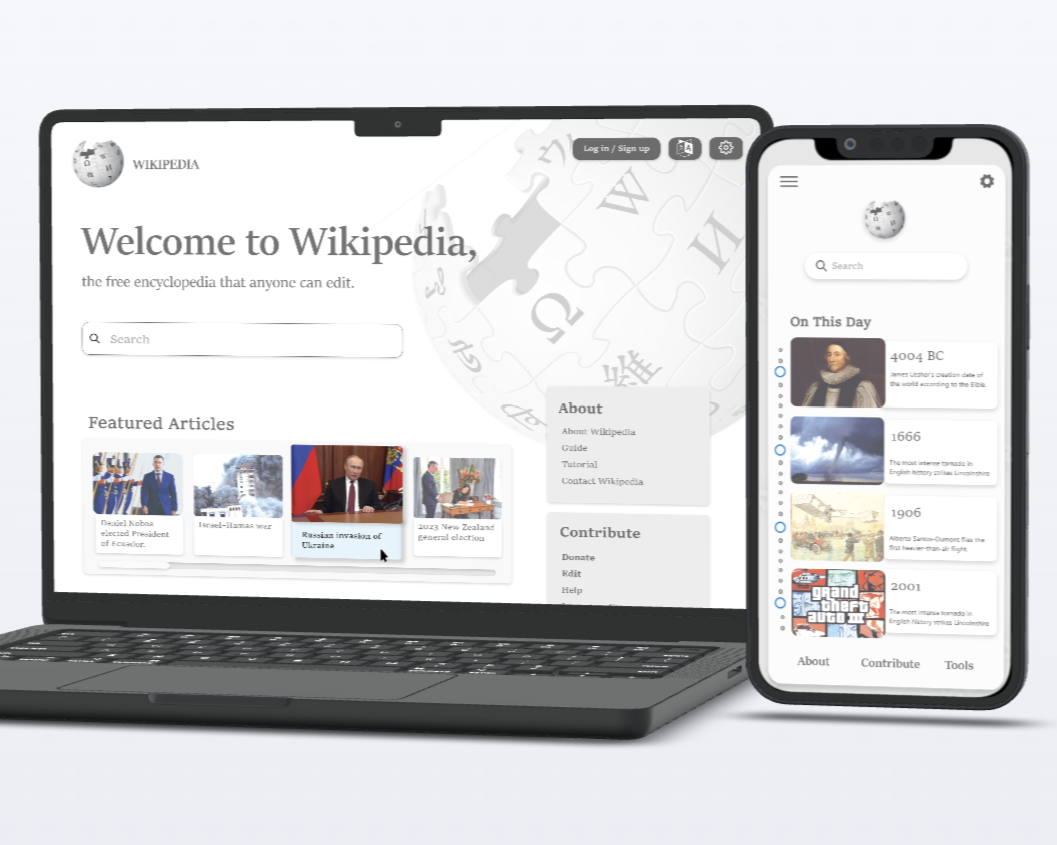 WIKIPEDIA
Log in / Sign up
Welcome to Wikipedia,
the free encyclopedia that anyone can edit.
Search
Featured Articles
Daniel Noboa
elected President
of Ecuador.
Israel-Hamas war
Russian invasion of
Ukraine
2023 New Zealand
general election
About
About Wikipedia
Guide
Tutorial
Contact Wikipedia
Contribute
Donate
Edit
Help
W
И
Ω
維
Search
On This Day
4004 BC
James Ussher's creation date of
the world according to the Bible.
1666
The most intense tornado in
English history strikes Lincolnshire
1906
Alberto Santos-Dumont flies the
first heavier-than-air flight.
2001
grand
theft
auto III
The most intense tornado in
English history strikes Lincolnshire
About
Contribute
Tools